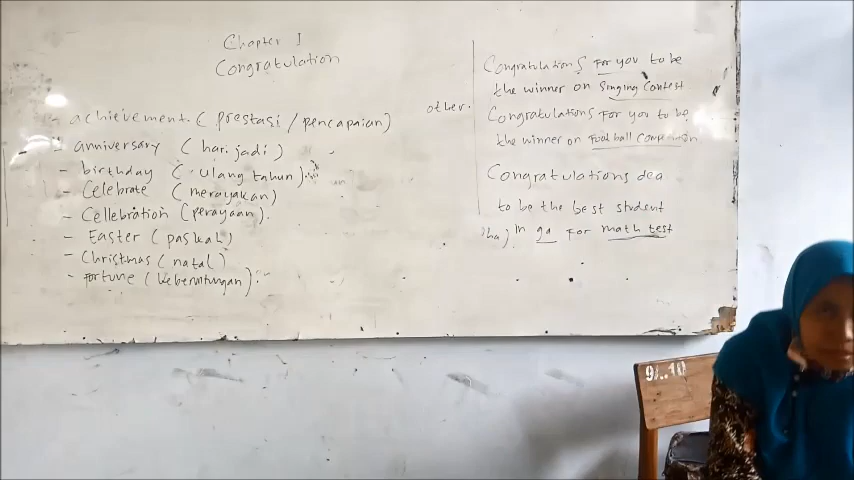 Chapter I
Congratulation
- achievement. (prestasi / pencapaian)
- anniversary (hari jadi)
- birthday (ulang tahun)
- Celebrate (merayakan)
- Cellebration (perayaan).
- Easter (paskah)
- Christmas (natal)
- fortune (keberuntungan).
other.
Congratulations For you to be
the winner on Singing Contest
Congratulations For you to be
the winner on Football
Congratulations dea
to be the best student
in 9a For math test
9/..10